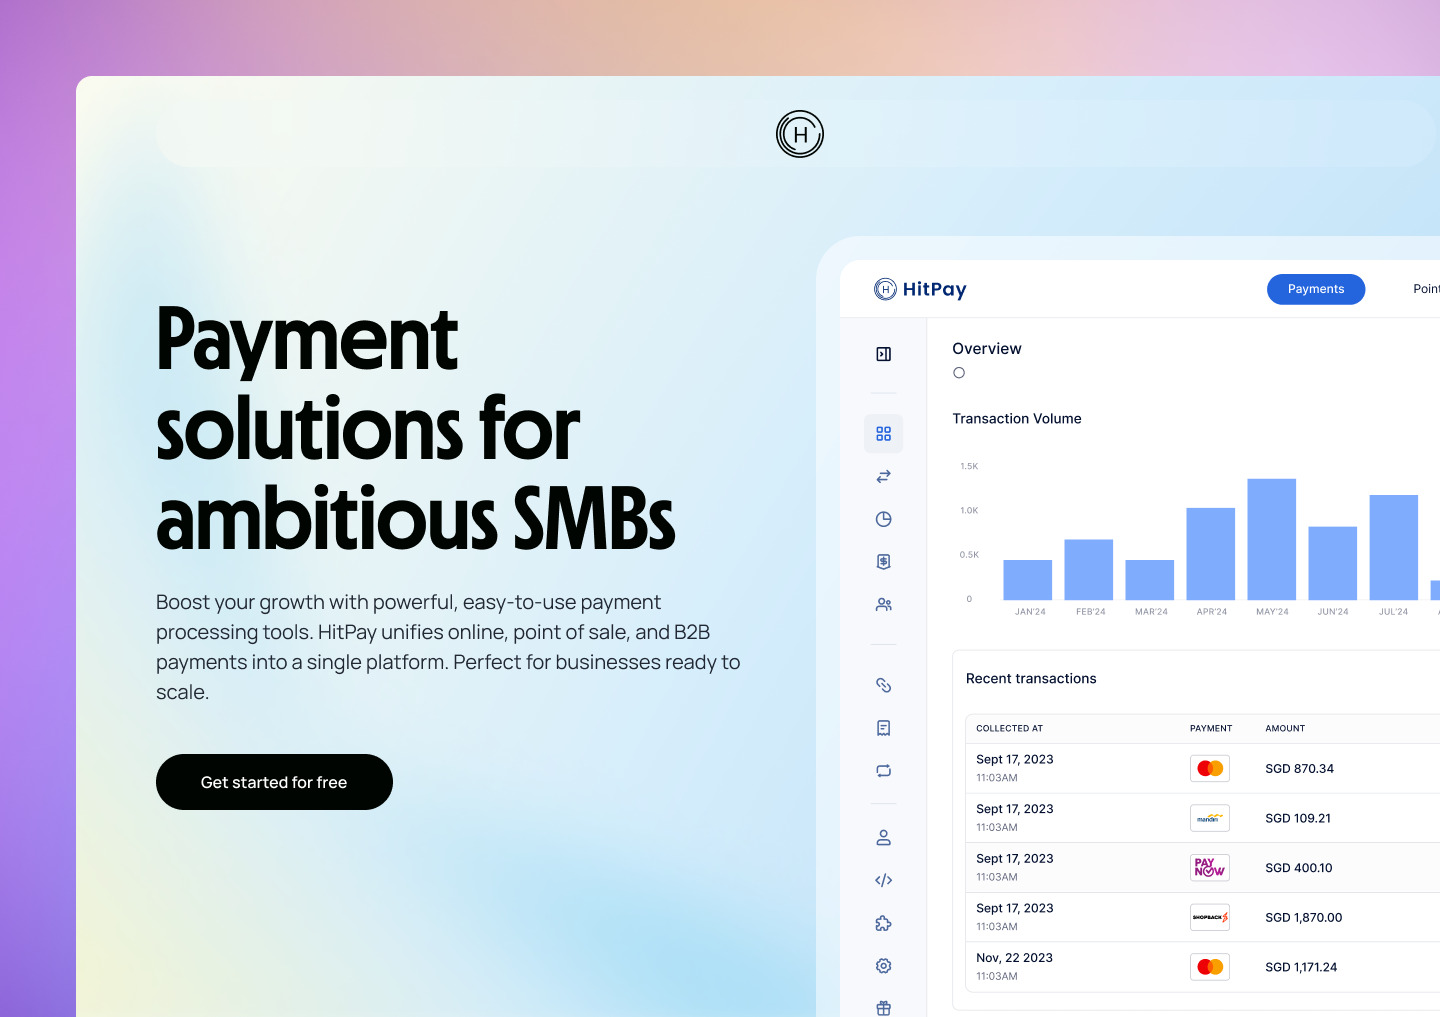 H
Payment
solutions for
ambitious SMBs
Boost your growth with powerful, easy-to-use payment
processing tools. HitPay unifies online, point of sale, and B2B
payments into a single platform. Perfect for businesses ready to
scale.
Get started for free
H HitPay
Payments
Point
Overview
Transaction Volume
1.5K
1.0K
0.5K
0
JAN'24 FEB'24 MAR'24 APR'24 MAY'24 JUN'24 JUL'24 A
Recent transactions
COLLECTED AT PAYMENT AMOUNT
Sept 17, 2023
11:03AM
SGD 870.34
Sept 17, 2023
11:03AM
mandiri
SGD 109.21
Sept 17, 2023
11:03AM
PAY
NOW
SGD 400.10
Sept 17, 2023
11:03AM
SHOPBACK
SGD 1,870.00
Nov, 22 2023
11:03AM
SGD 1,171.24